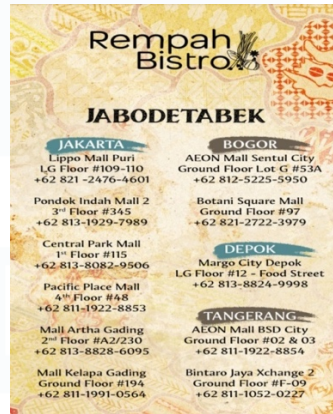 Rempah
Bistro
JABODETABEK
JAKARTA
Lippo Mall Puri
LG Floor #109-110
+62 821 -2476-4601
Pondok Indah Mall 2
3rd Floor #345
+62 813-1929-7989
Central Park Mall
1st Floor #115
+62 813-8082-9506
Pacific Place Mall
4th Floor #48
+62 811-1922-8853
Mall Artha Gading
2nd Floor #A2/230
+62 813-8828-6095
Mall Kelapa Gading
Ground Floor #194
+62 811-1991-0564
BOGOR
AEON Mall Sentul City
Ground Floor Lot G #53A
+62 812-5225-5950
Botani Square Mall
Ground Floor #97
+62 821-2722-3979
DEPOK
Margo City Depok
LG Floor #12 - Food Street
+62 813-8824-9998
TANGERANG
AEON Mall BSD City
Ground Floor #02 & 03
+62 811-1922-8854
Bintaro Jaya Xchange 2
Ground Floor #F-09
+62 811-1052-0227